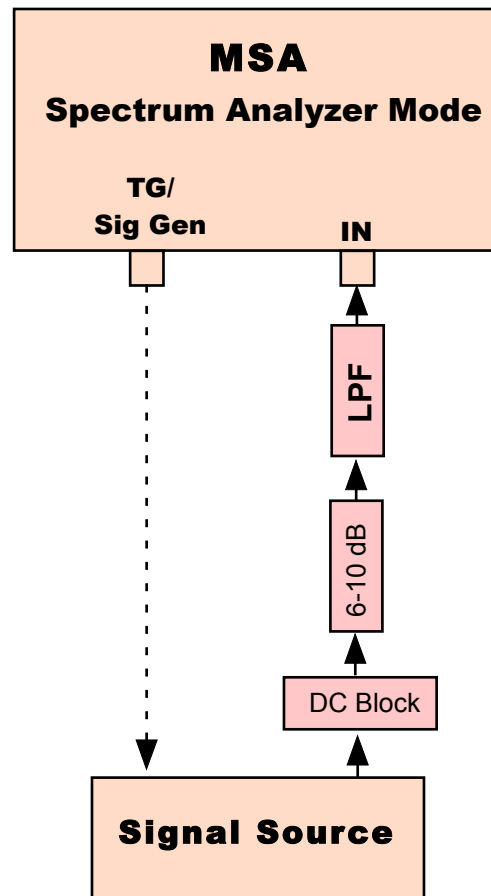 MSA
Spectrum Analyzer Mode
TG/
Sig Gen
IN
LPF
6-10 dB
DC Block
Signal Source